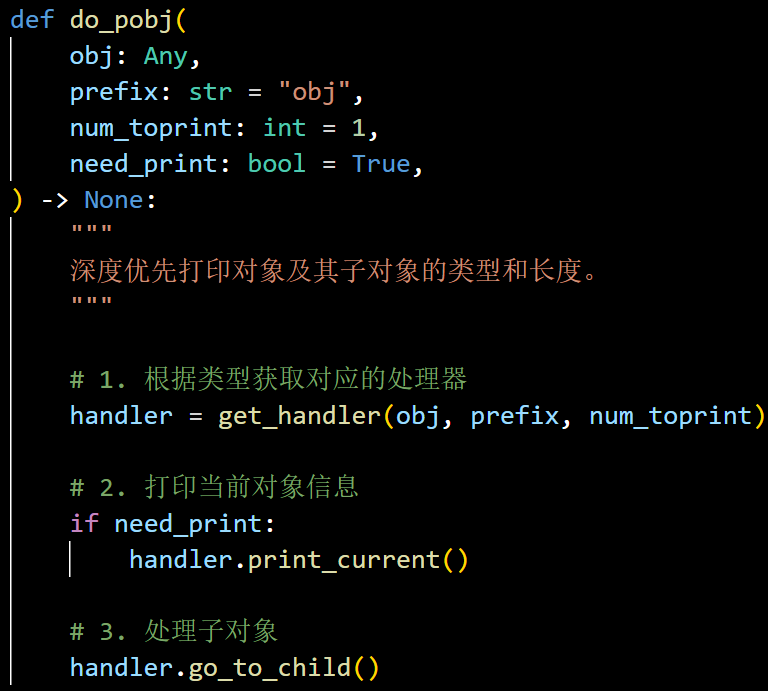 def do_pobj(
    obj: Any,
    prefix: str = "obj",
    num_toprint: int = 1,
    need_print: bool = True,
) -> None:
    """
    深度优先打印对象及其子对象的类型和长度。
    """

    # 1. 根据类型获取对应的处理器
    handler = get_handler(obj, prefix, num_toprint)

    # 2. 打印当前对象信息
    if need_print:
        handler.print_current()

    # 3. 处理子对象
    handler.go_to_child()